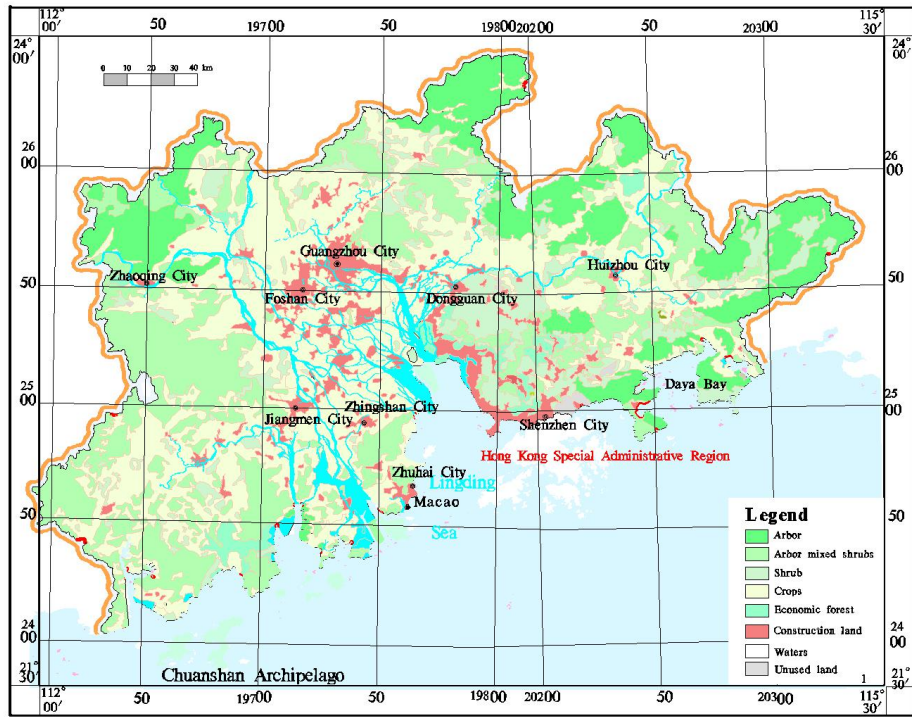 112° 00′ 50 19700 50 19800 20200 50 20300 115° 30′
24° 00′ 24° 00′
0 10 20 30 40 km
26 00 26 00
Guangzhou City
Huizhou City
Zhaoqing City
50 50
Foshan City Dongguan City
Daya Bay
25 00 25 00
Zhingshan City
Jiangmen City Shenzhen City
Hong Kong Special Administrative Region
Zhuhai City
Lingding
Macao
50 50
Sea
Legend
Arbor
Arbor mixed shrubs
Shrub
Crops
Economic forest
Construction land
Waters
Unused land
24 00 24 00
21° 30′ 21° 30′
Chuanshan Archipelago
1
112° 00′ 50 19700 50 19800 20200 50 20300 115° 30′